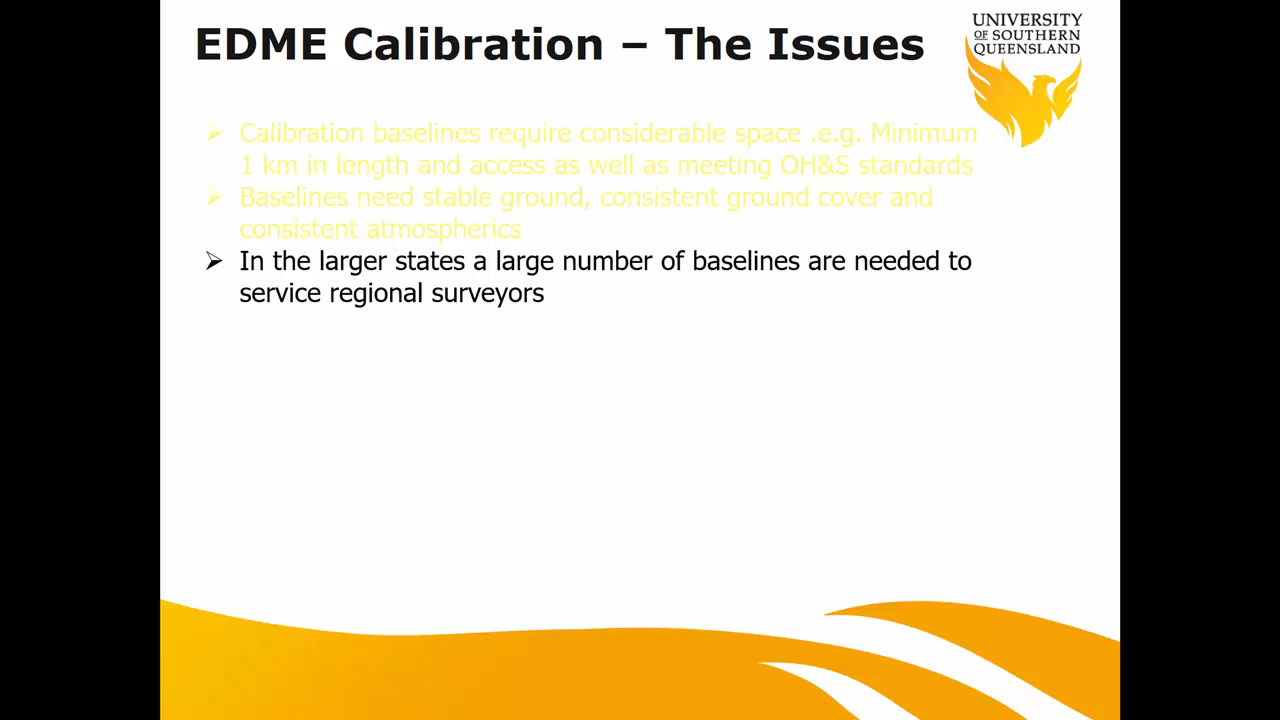 EDME Calibration – The Issues
UNIVERSITY
OF SOUTHERN
QUEENSLAND
➢ Calibration baselines require considerable space .e.g. Minimum
1 km in length and access as well as meeting OH&S standards
➢ Baselines need stable ground, consistent ground cover and
consistent atmospherics
➢ In the larger states a large number of baselines are needed to
service regional surveyors